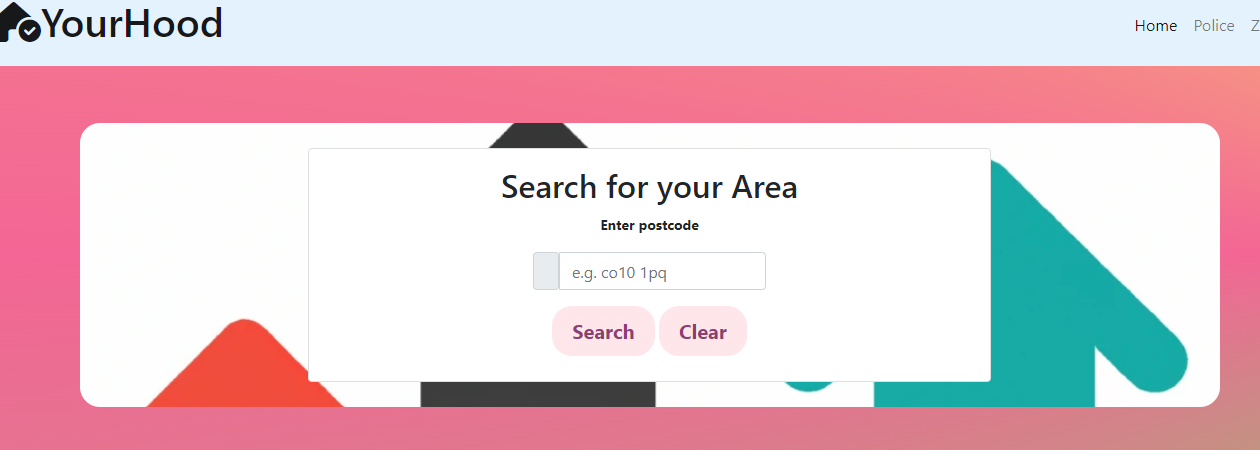 YourHood
Home Police Z
Search for your Area
Enter postcode
e.g. co10 1pq
Search Clear